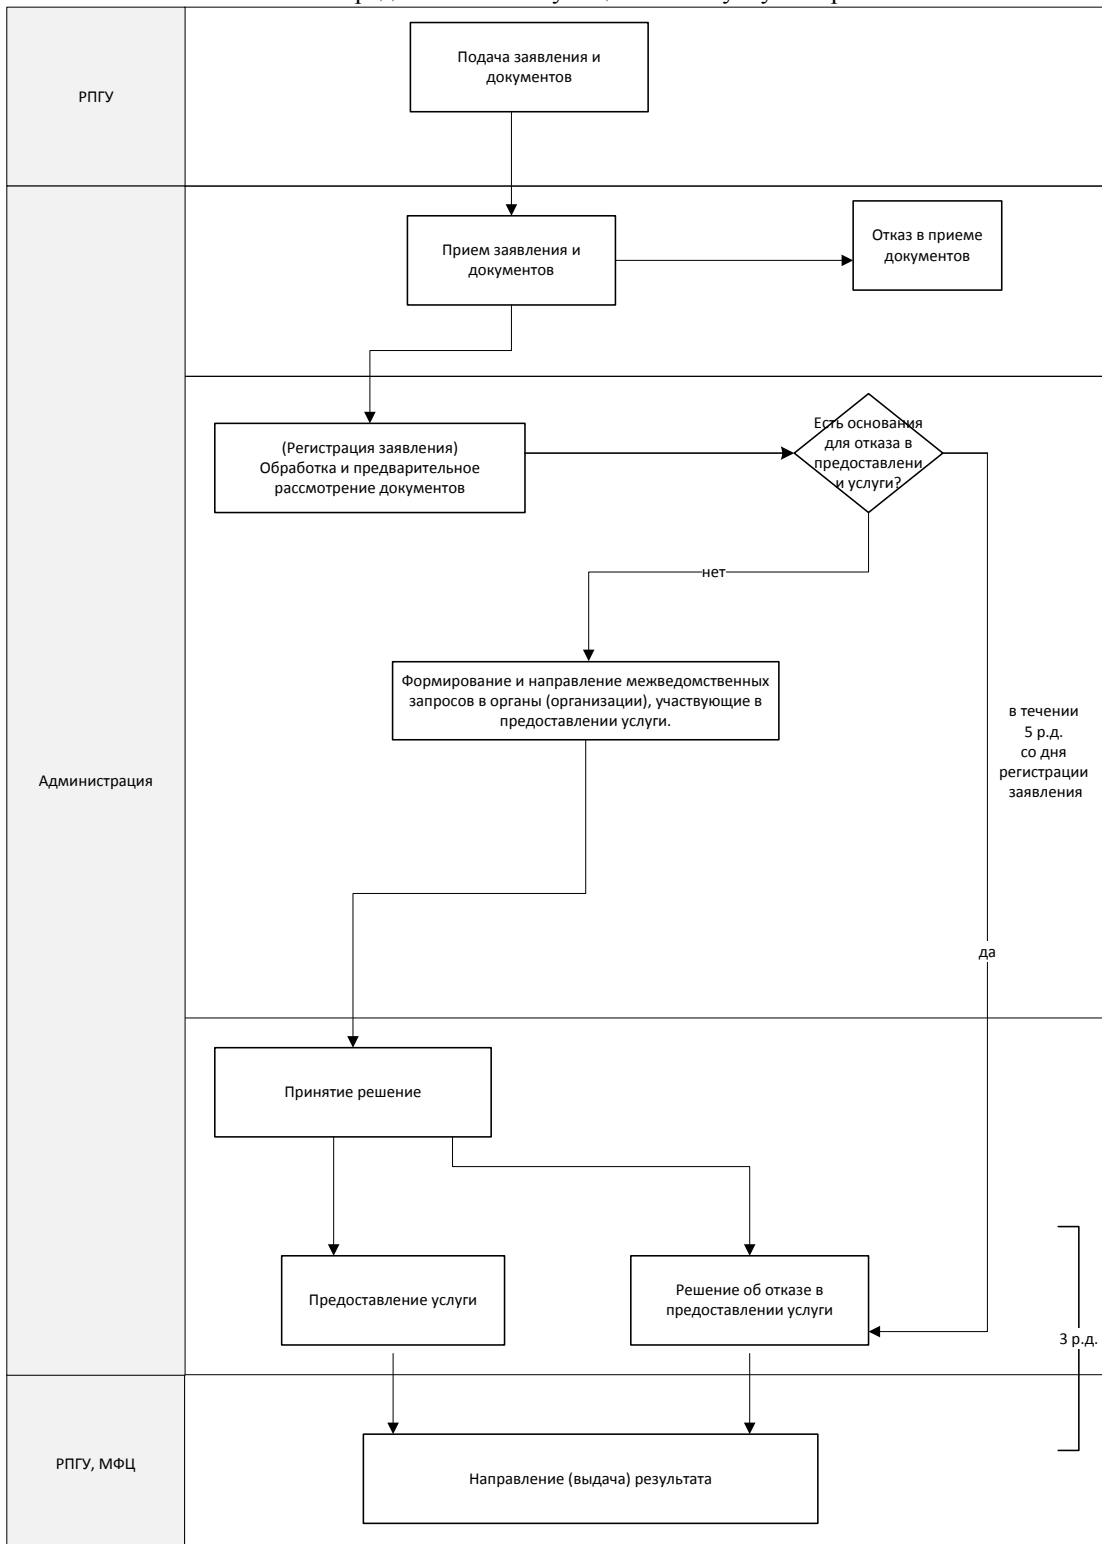 РПГУ
Подача заявления и
документов
Прием заявления и
документов
Отказ в приеме
документов
Администрация
(Регистрация заявления)
Обработка и предварительное
рассмотрение документов
Есть основания
для отказа в
предоставлени
и услуги?
нет
Формирование и направление межведомственных
запросов в органы (организации), участвующие в
предоставлении услуги.
в течении
5 р.д.
со дня
регистрации
заявления
да
Принятие решение
Предоставление услуги
Решение об отказе в
предоставлении услуги
3 р.д.
РПГУ, МФЦ
Направление (выдача) результата